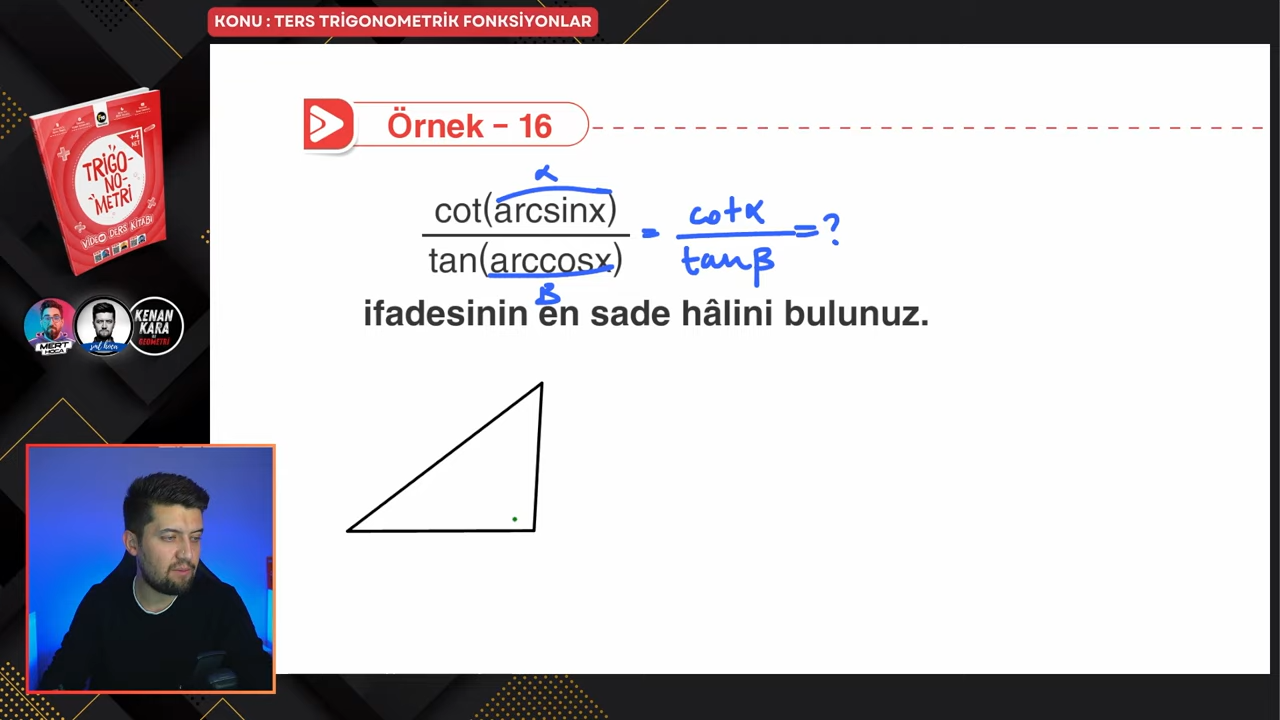 KONU : TERS TRİGONOMETRİK FONKSİYONLAR
Örnek – 16
α
cot(arcsinx)
tan(arccosx)
β
= cotα / tanβ = ?
ifadesinin en sade hâlini bulunuz.
+4 NET
TRİGO-
NO-
METRİ
VİDEO DERS KİTABI
MERT
HOCA
KENAN
KARA
GEOMETRİ